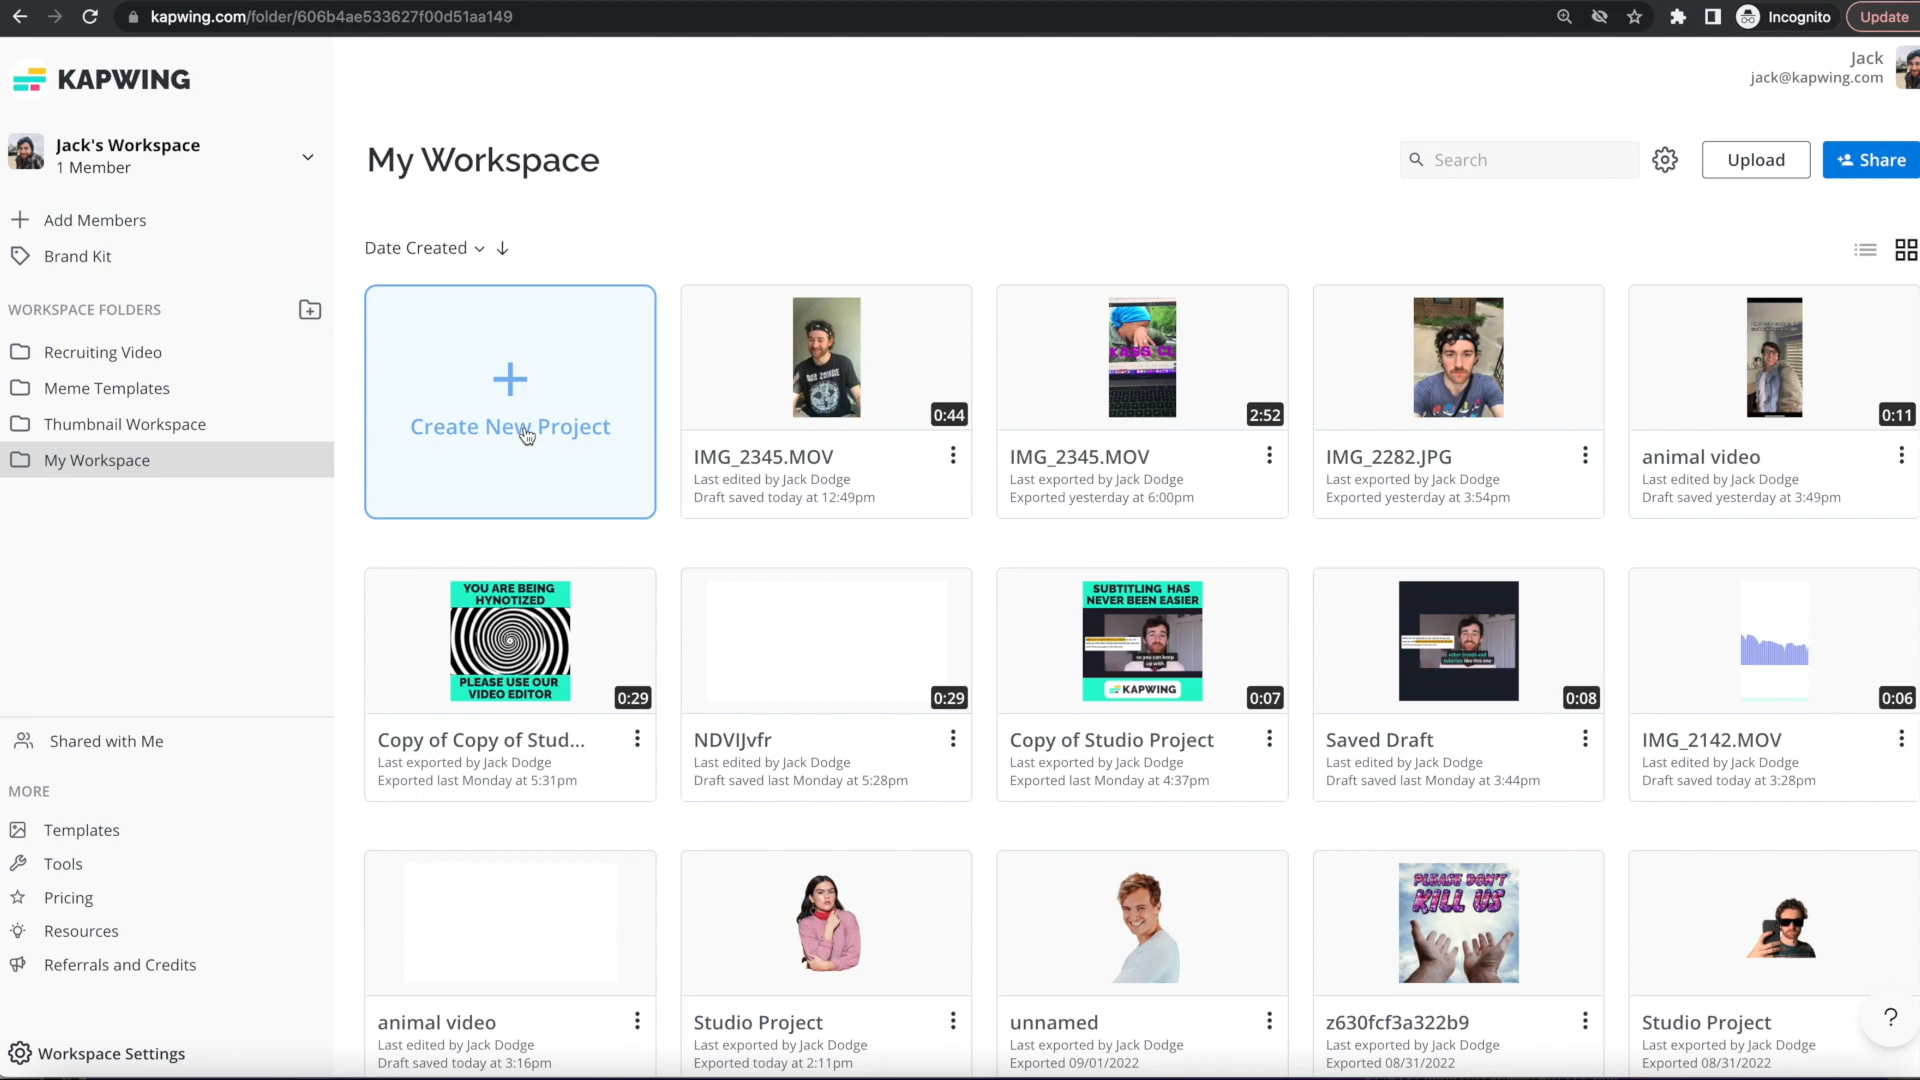 kapwing.com/folder/606b4ae533627f00d51aa149
Incognito
Update
KAPWING
Jack
jack@kapwing.com
Jack's Workspace
1 Member
Add Members
Brand Kit
WORKSPACE FOLDERS
Recruiting Video
Meme Templates
Thumbnail Workspace
My Workspace
Shared with Me
MORE
Templates
Tools
Pricing
Resources
Referrals and Credits
Workspace Settings
My Workspace
Search
Upload
Share
Date Created
Create New Project
0:44
IMG_2345.MOV
Last edited by Jack Dodge
Draft saved today at 12:49pm
2:52
IMG_2345.MOV
Last exported by Jack Dodge
Exported yesterday at 6:00pm
IMG_2282.JPG
Last exported by Jack Dodge
Exported yesterday at 3:54pm
0:11
animal video
Last edited by Jack Dodge
Draft saved yesterday at 3:49pm
YOU ARE BEING
HYNOTIZED
PLEASE USE OUR
VIDEO EDITOR
0:29
Copy of Copy of Stud...
Last exported by Jack Dodge
Exported last Monday at 5:31pm
0:29
NDVIJvfr
Last edited by Jack Dodge
Draft saved last Monday at 5:28pm
SUBTITLING HAS
NEVER BEEN EASIER
so you can keep
up with
KAPWING
0:07
Copy of Studio Project
Last exported by Jack Dodge
Exported last Monday at 4:37pm
other trends and
tutorials like this one
0:08
Saved Draft
Last edited by Jack Dodge
Draft saved last Monday at 3:44pm
0:06
IMG_2142.MOV
Last edited by Jack Dodge
Draft saved today at 3:28pm
animal video
Last edited by Jack Dodge
Draft saved today at 3:16pm
Studio Project
Last exported by Jack Dodge
Exported today at 2:11pm
unnamed
Last exported by Jack Dodge
Exported 09/01/2022
PLEASE DON'T
KILL US
z630fcf3a322b9
Last exported by Jack Dodge
Exported 08/31/2022
Studio Project
Last exported by Jack Dodge
Exported 08/31/2022
?